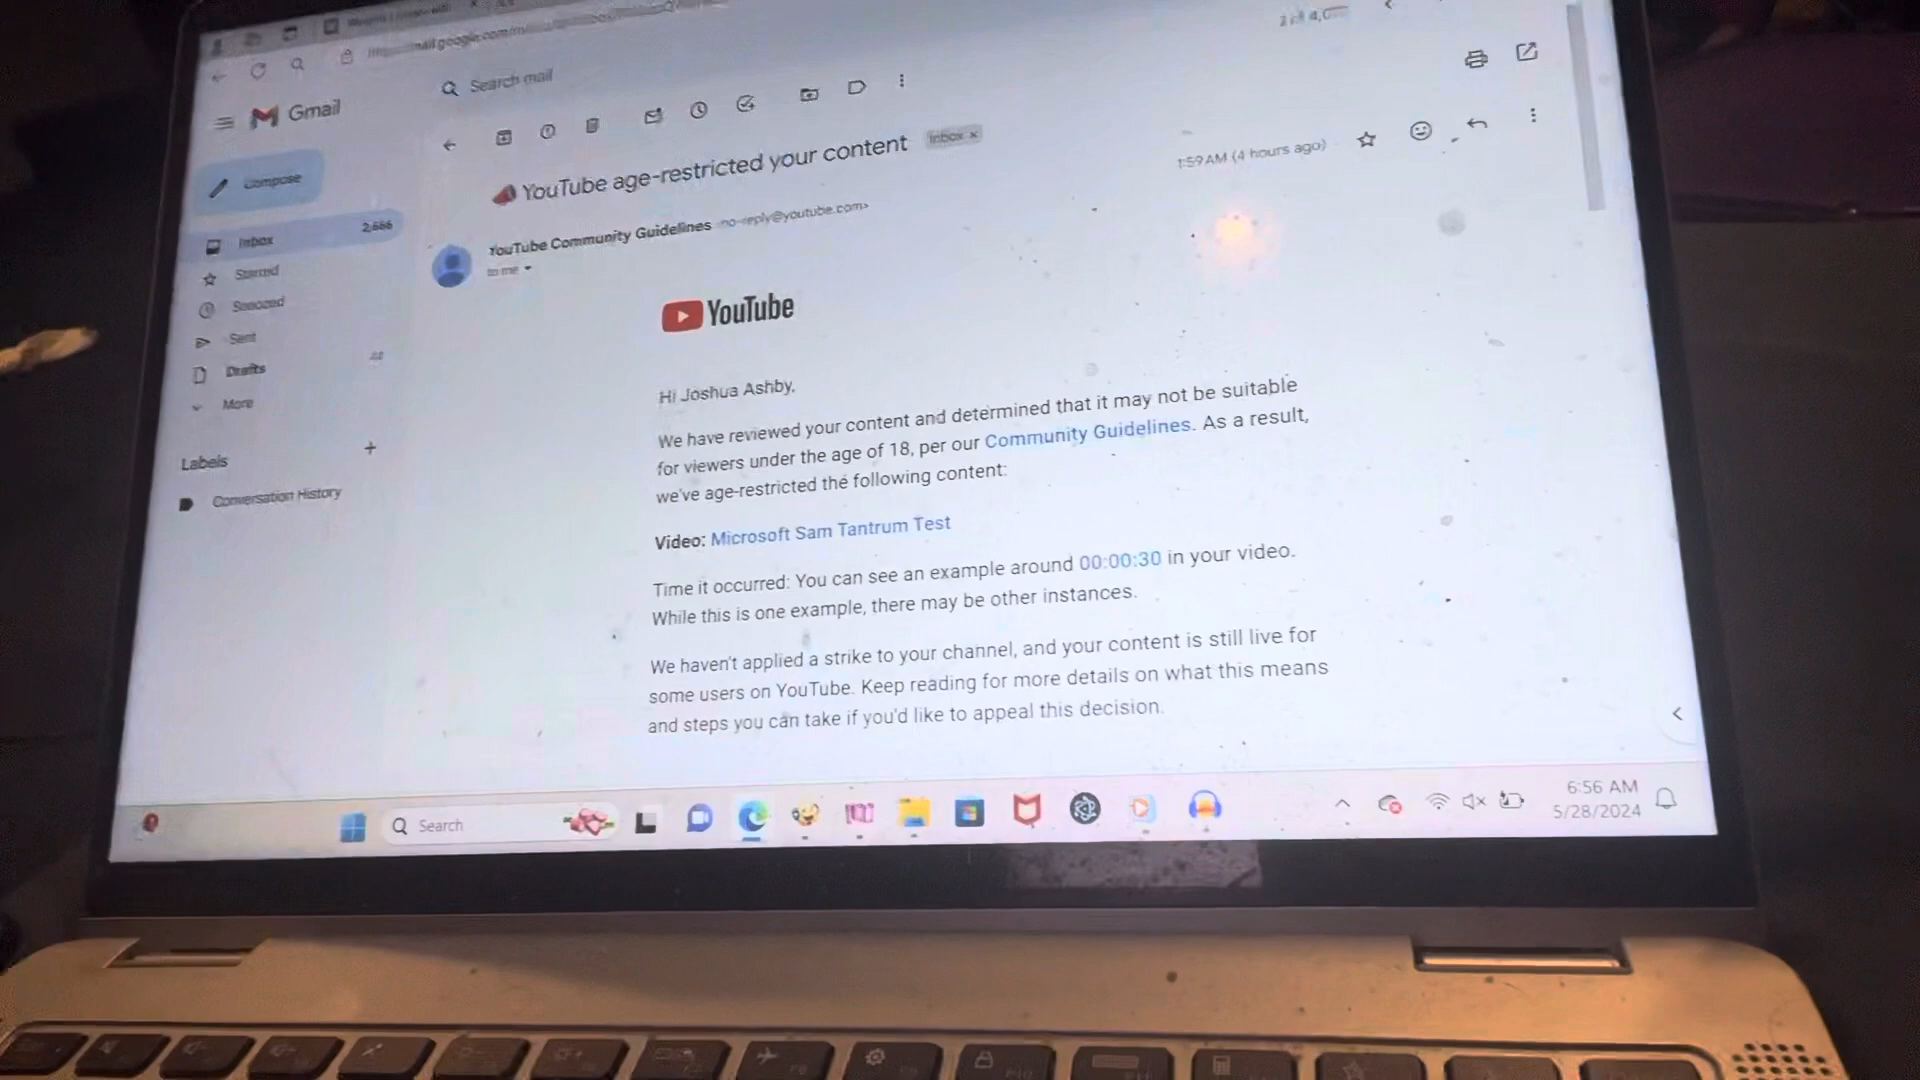 Search mail
Gmail
Compose
Inbox 2,666
Starred
Snoozed
Sent
Drafts
More
Labels +
Conversation History
YouTube age-restricted your content Inbox ×
1:59 AM (4 hours ago)
YouTube Community Guidelines <no-reply@youtube.com>
to me
YouTube
Hi Joshua Ashby,
We have reviewed your content and determined that it may not be suitable
for viewers under the age of 18, per our Community Guidelines. As a result,
we've age-restricted the following content:
Video: Microsoft Sam Tantrum Test
Time it occurred: You can see an example around 00:00:30 in your video.
While this is one example, there may be other instances.
We haven't applied a strike to your channel, and your content is still live for
some users on YouTube. Keep reading for more details on what this means
and steps you can take if you'd like to appeal this decision.
Search
6:56 AM
5/28/2024